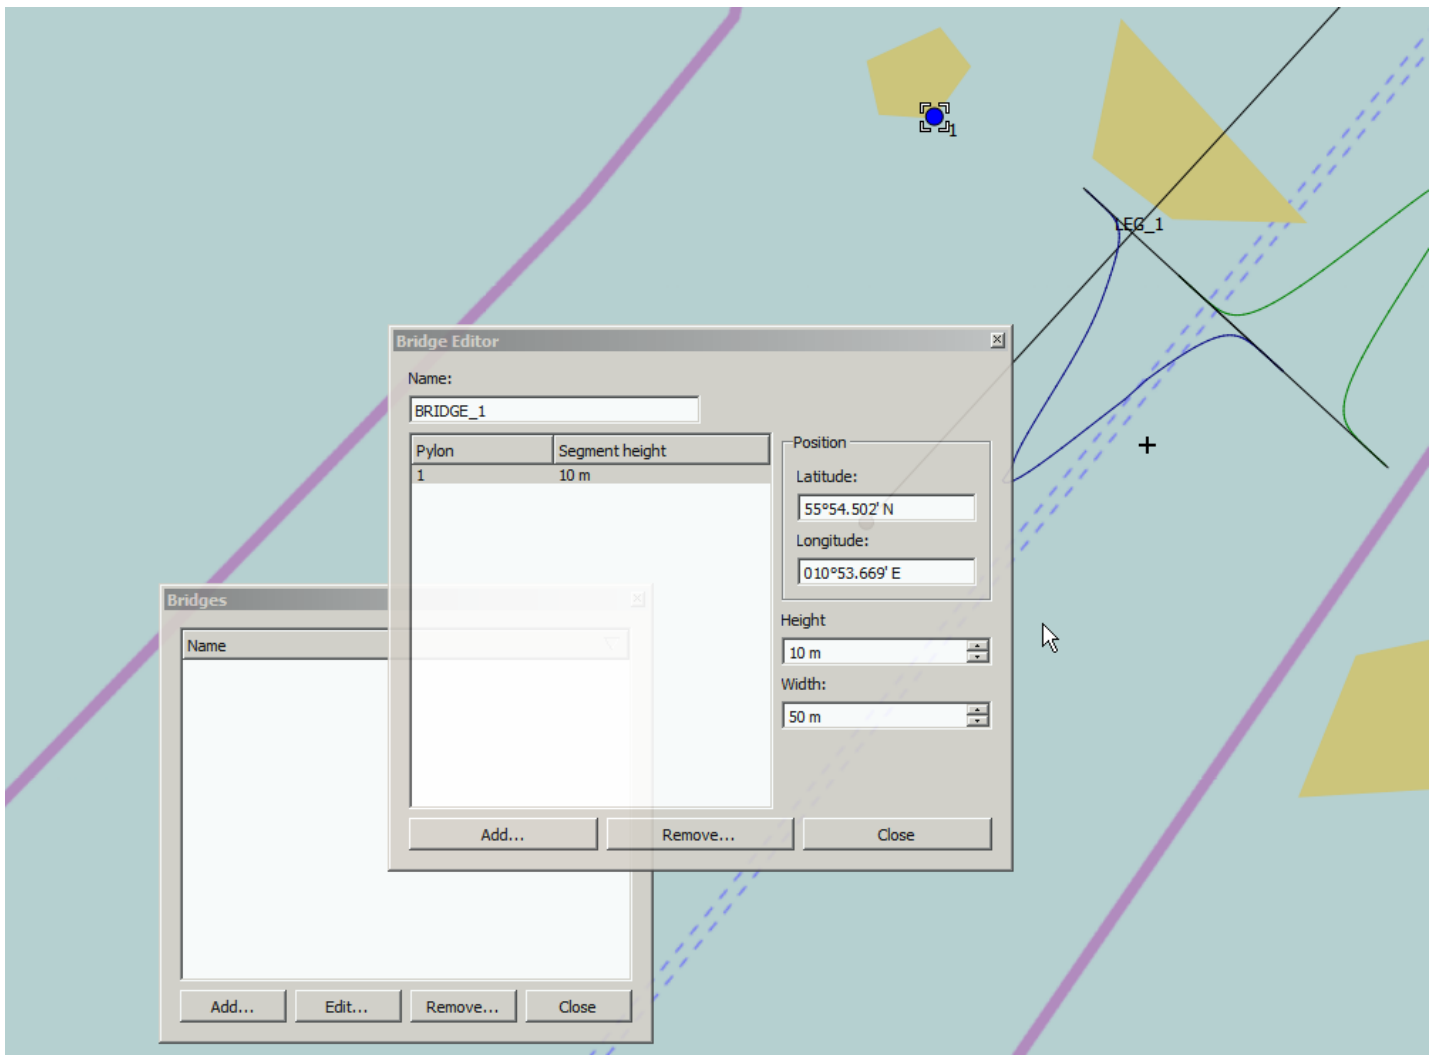 1
LEG_1
Bridge Editor
Name:
BRIDGE_1
Pylon Segment height
1 10 m
Position
Latitude:
55°54.502' N
Longitude:
010°53.669' E
Height
10 m
Width:
50 m
Add... Remove... Close
Bridges
Name
Add... Edit... Remove... Close